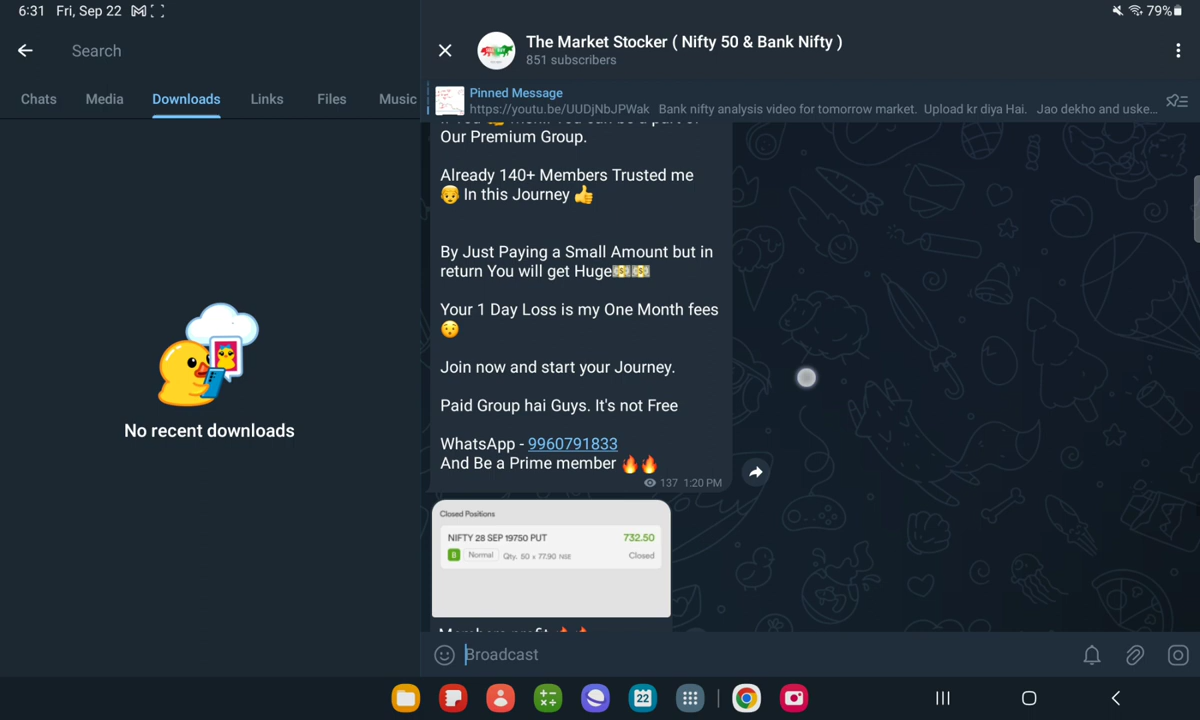 6:31 Fri, Sep 22
79%
Search
Chats Media Downloads Links Files Music
No recent downloads
The Market Stocker ( Nifty 50 & Bank Nifty )
851 subscribers
Pinned Message
https://youtu.be/UUDjNbJPWak Bank nifty analysis video for tomorrow market. Upload kr diya Hai. Jao dekho and uske...
Our Premium Group.
Already 140+ Members Trusted me
👨 In this Journey 👍
By Just Paying a Small Amount but in
return You will get Huge💵💵
Your 1 Day Loss is my One Month fees
😯
Join now and start your Journey.
Paid Group hai Guys. It's not Free
WhatsApp - 9960791833
And Be a Prime member 🔥🔥
137 1:20 PM
Closed Positions
NIFTY 28 SEP 19750 PUT 732.50
B Normal Qty. 50 x 77.90 NSE Closed
Members profit 🔥🔥
Broadcast
22